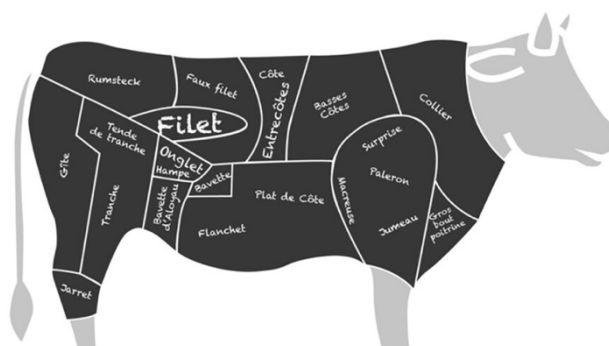 Rumsteck
Faux filet
Côte
Entrecôtes
Basses
Côtes
Collier
Filet
Tende
de tranche
Gîte
Tranche
Onglet
Hampe
Bavette
Bavette
d'Aloyau
Plat de Côte
Flanchet
Surprise
Paleron
Macreuse
Jumeau
Gros
bout
poitrine
Jarret